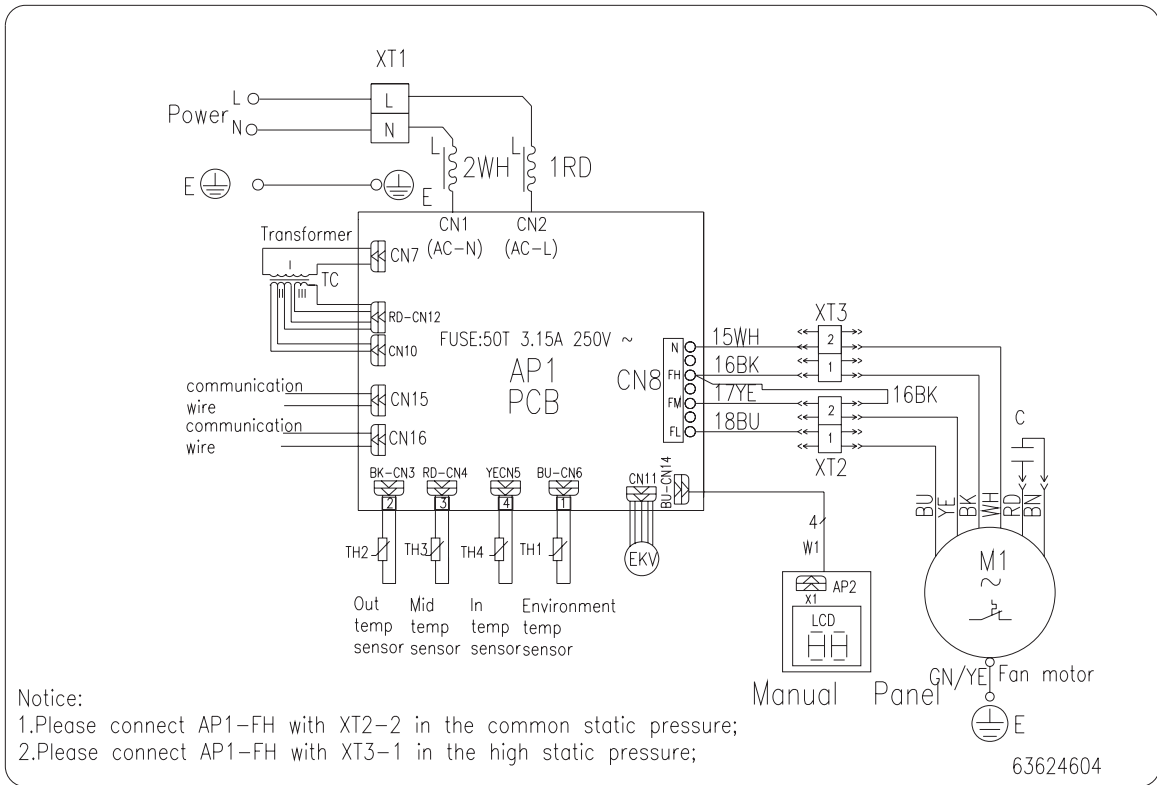 XT1
Power
L
N
L
N
E
E
L
2WH
L
1RD
CN1
(AC-N)
CN2
(AC-L)
Transformer
I
II
III
TC
CN7
RD-CN12
CN10
communication
wire
CN15
communication
wire
CN16
FUSE:50T 3.15A 250V ~
AP1
PCB
CN8
N
FH
FM
FL
15WH
16BK
17YE
16BK
18BU
XT3
2
1
2
1
XT2
C
BK-CN3
RD-CN4
YECN5
BU-CN6
CN11
BU-CN14
2
3
4
1
TH2
TH3
TH4
TH1
EKV
4
W1
Out
temp
sensor
Mid
temp
sensor
In
temp
sensor
Environment
temp
sensor
AP2
X1
LCD
Manual Panel
BU
YE
BK
WH
RD
BN
M1
~
GN/YE
Fan motor
E
Notice:
1.Please connect AP1-FH with XT2-2 in the common static pressure;
2.Please connect AP1-FH with XT3-1 in the high static pressure;
63624604